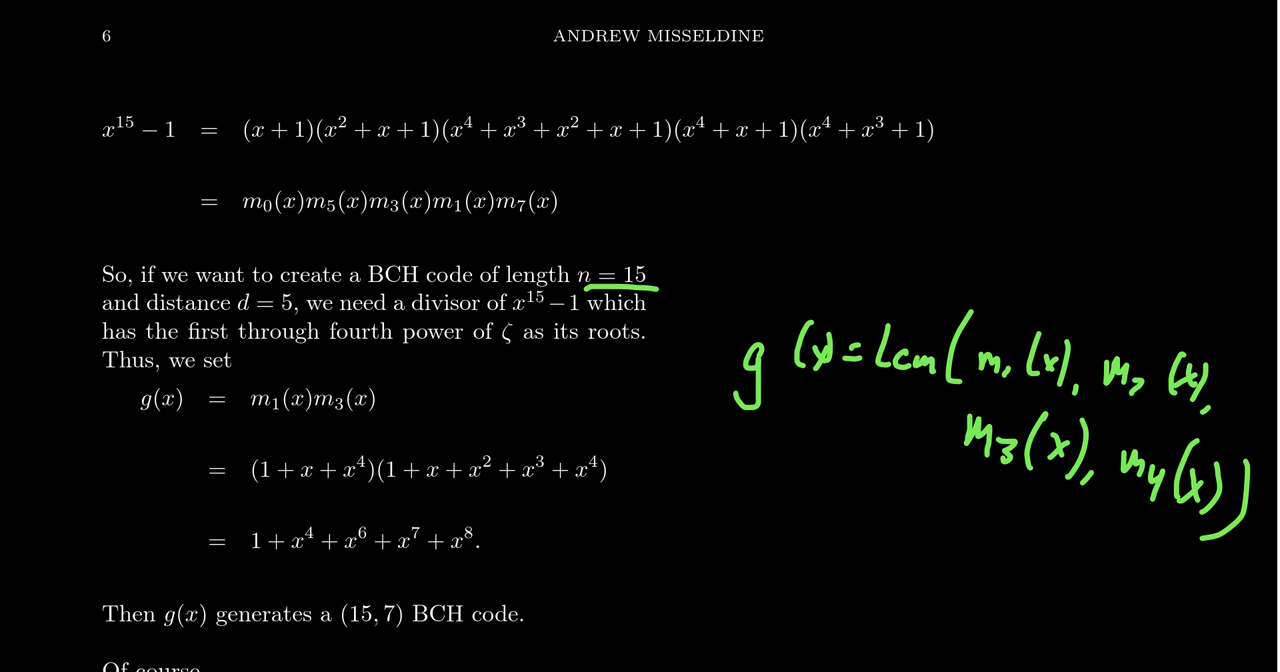 6 ANDREW MISSELDINE
x^15 − 1 = (x + 1)(x^2 + x + 1)(x^4 + x^3 + x^2 + x + 1)(x^4 + x + 1)(x^4 + x^3 + 1)
= m_0(x)m_5(x)m_3(x)m_1(x)m_7(x)
So, if we want to create a BCH code of length n = 15
and distance d = 5, we need a divisor of x^15 − 1 which
has the first through fourth power of ζ as its roots.
Thus, we set
g(x) = m_1(x)m_3(x)
= (1 + x + x^4)(1 + x + x^2 + x^3 + x^4)
= 1 + x^4 + x^6 + x^7 + x^8.
g(x) = lcm(m_1(x), m_2(x),
m_3(x), m_4(x))
Then g(x) generates a (15, 7) BCH code.
Of course